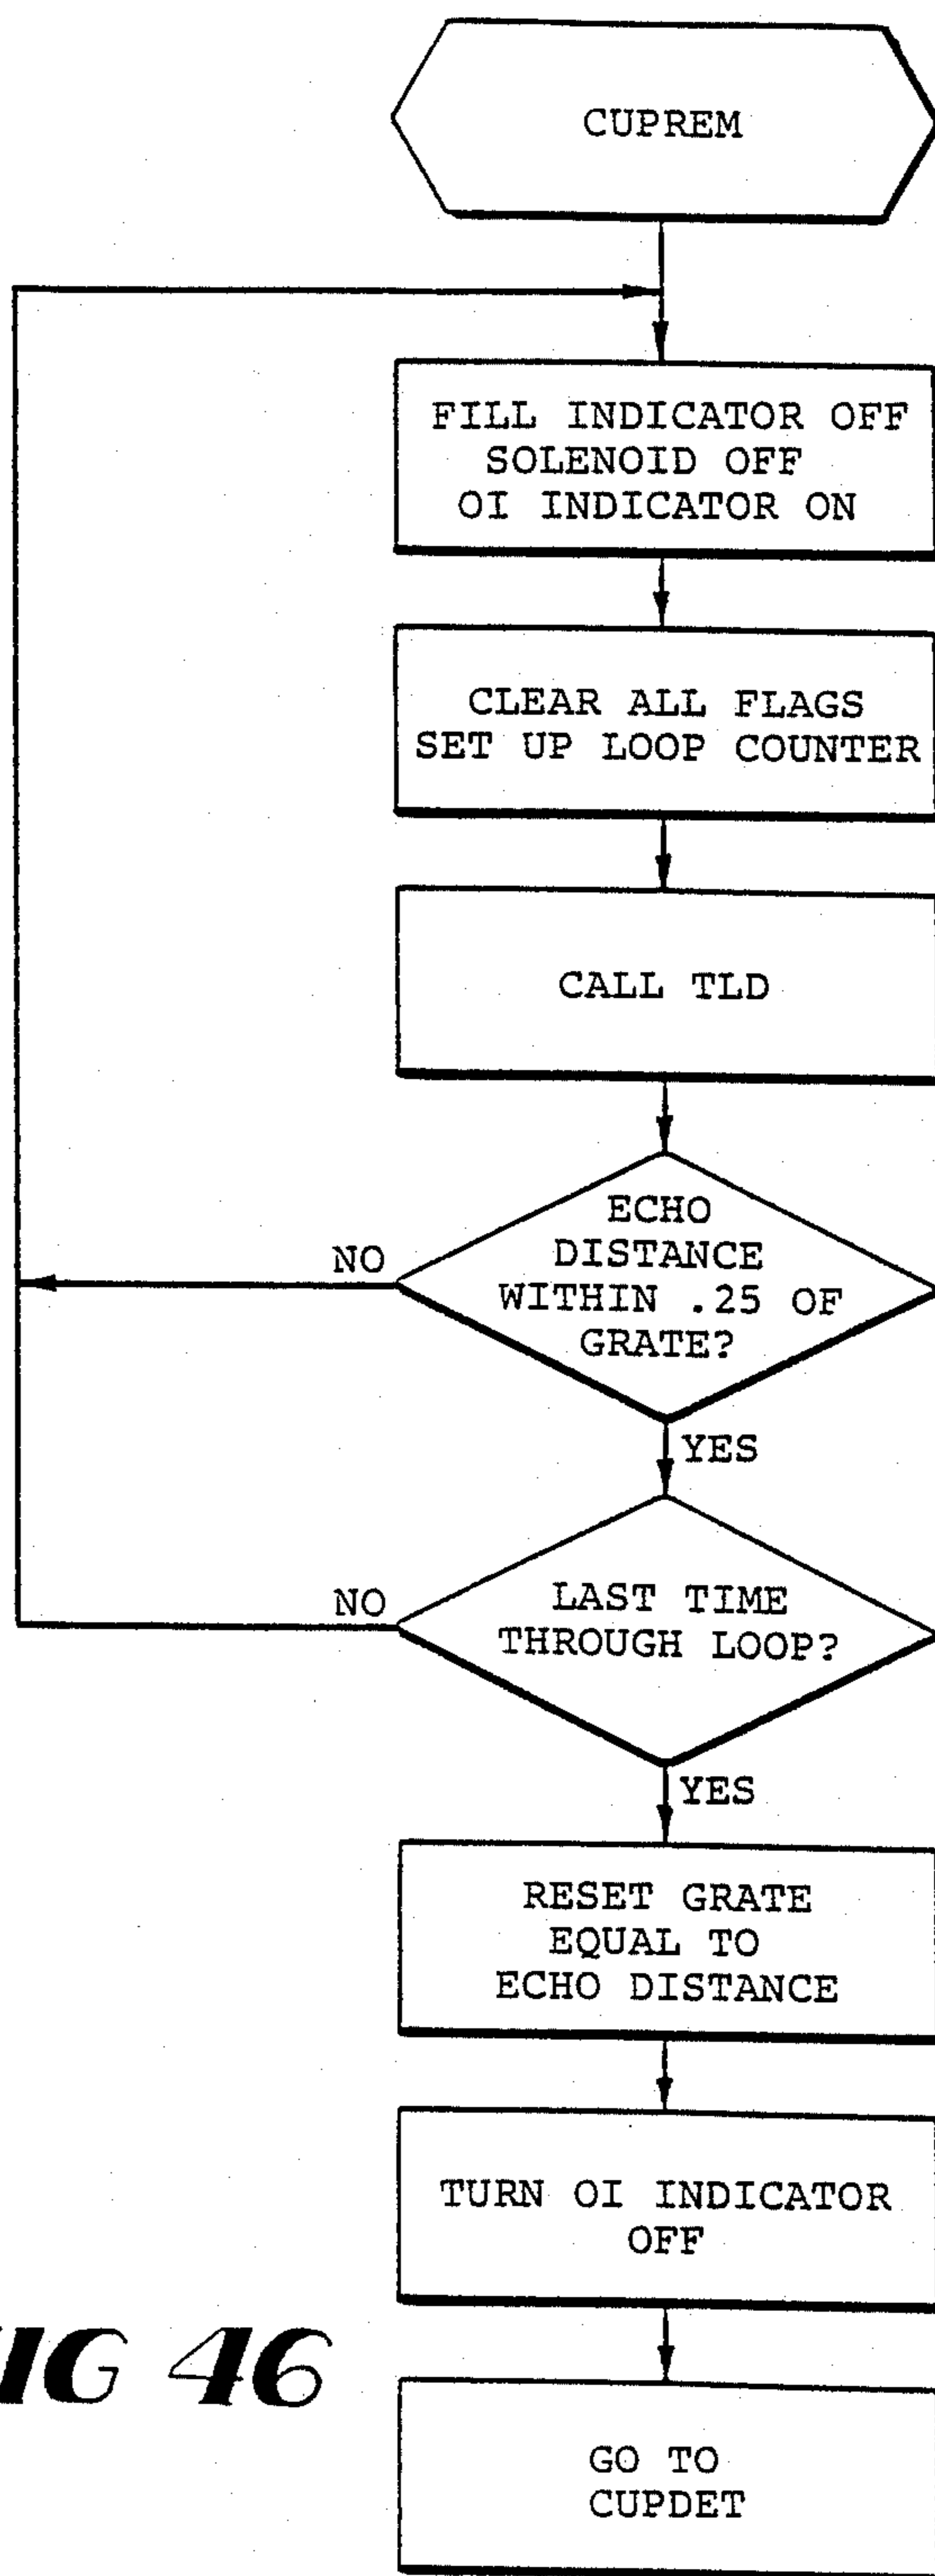 CUPREM
FILL INDICATOR OFF
SOLENOID OFF
OI INDICATOR ON
CLEAR ALL FLAGS
SET UP LOOP COUNTER
CALL TLD
ECHO
DISTANCE
WITHIN .25 OF
GRATE?
NO
YES
LAST TIME
THROUGH LOOP?
NO
YES
RESET GRATE
EQUAL TO
ECHO DISTANCE
TURN OI INDICATOR
OFF
GO TO
CUPDET
IG 46